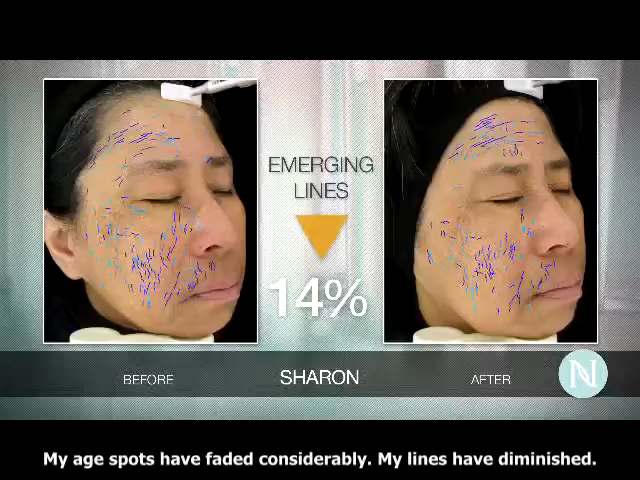 EMERGING
LINES
14%
BEFORE
SHARON
AFTER
N
My age spots have faded considerably. My lines have diminished.